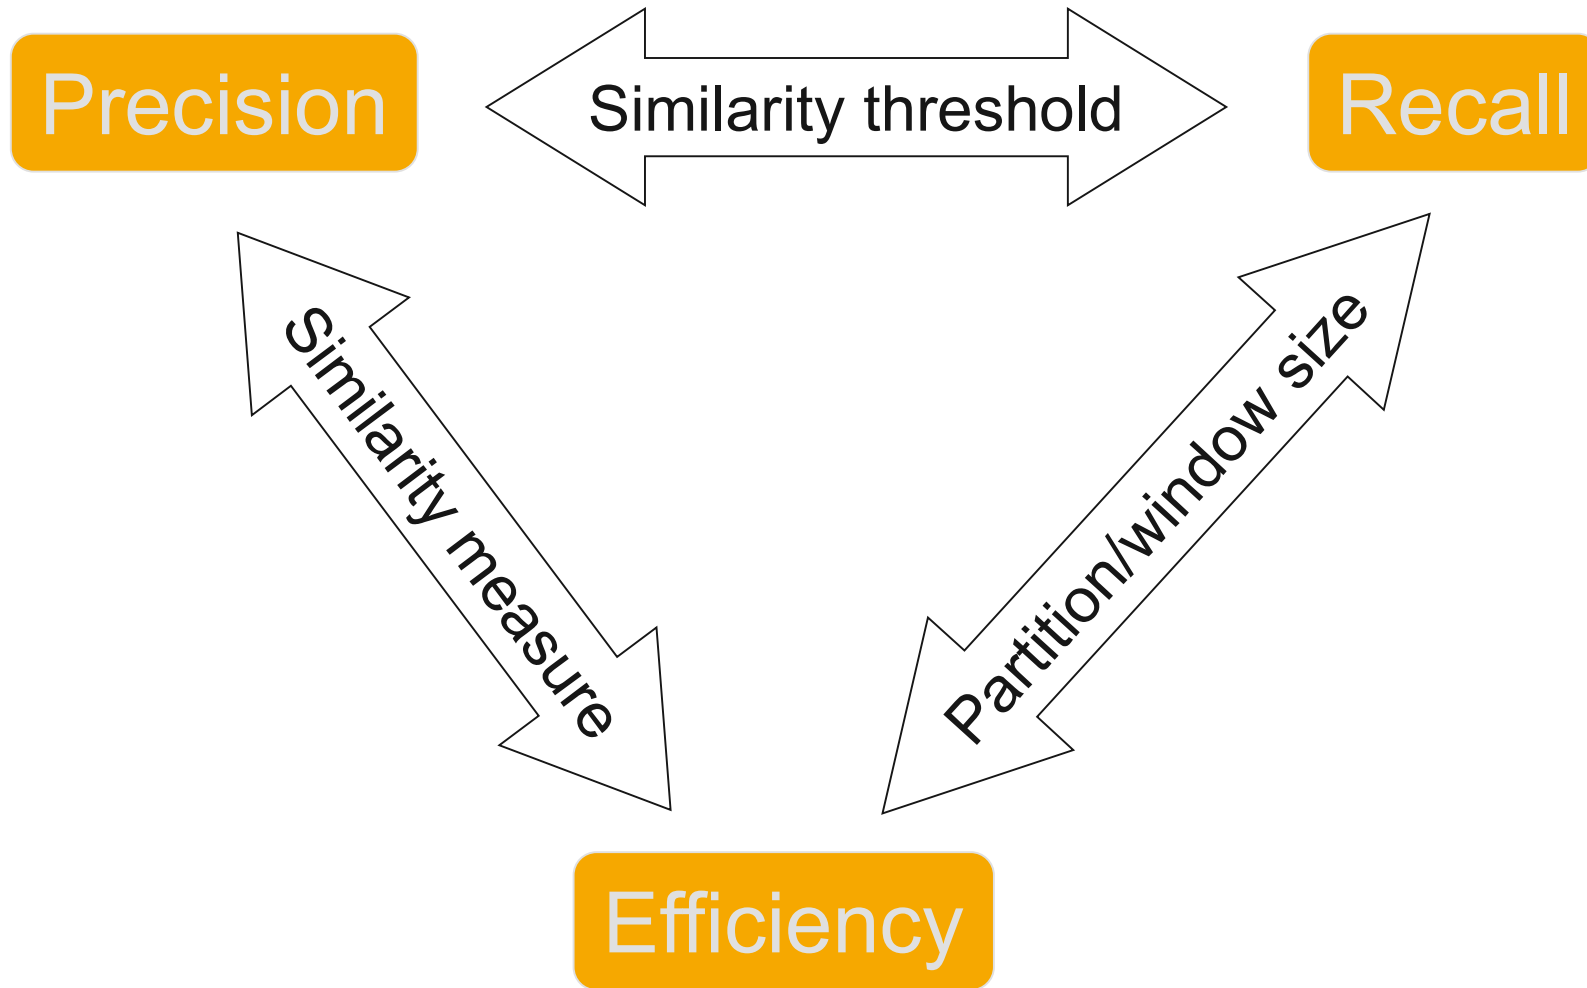 Precision
Similarity threshold
Recall
Similarity measure
Partition/window size
Efficiency